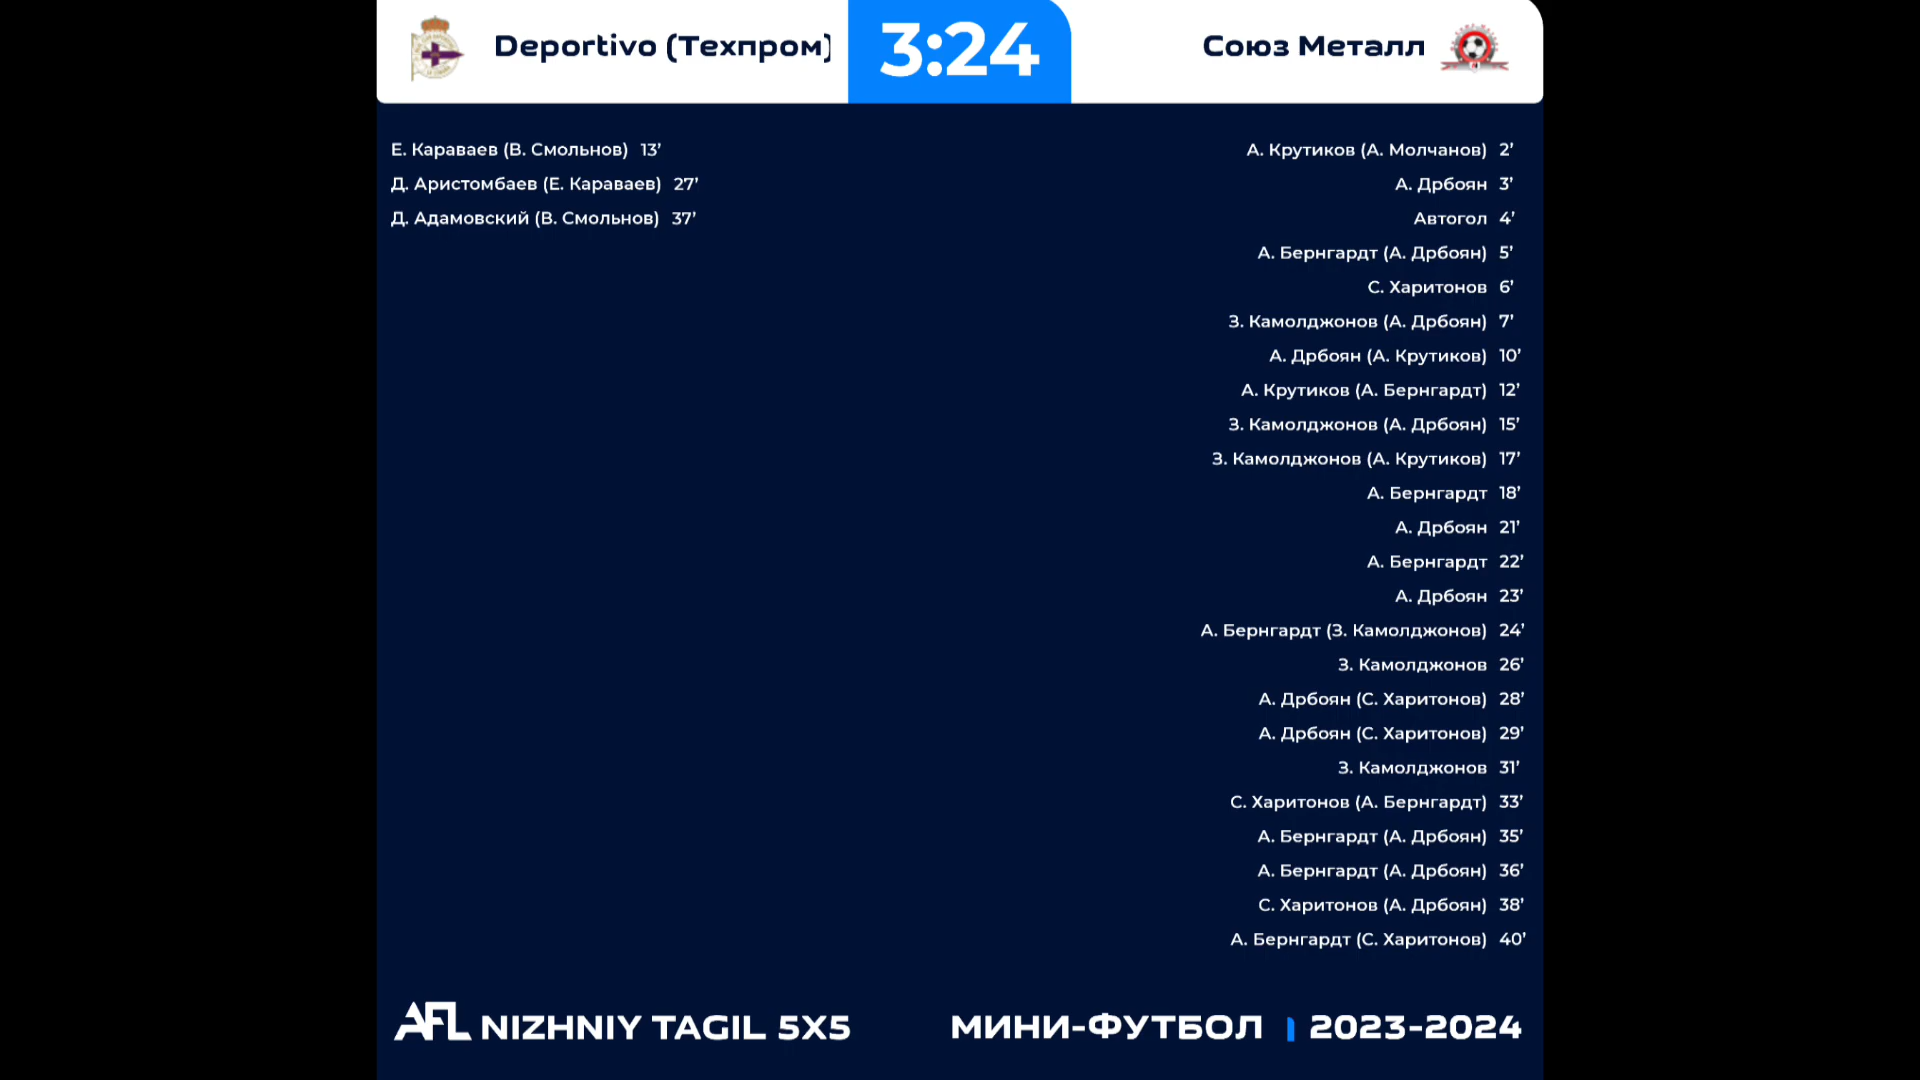 Deportivo (Техпром) 3:24 Союз Металл
Е. Караваев (В. Смольнов) 13’
Д. Аристомбаев (Е. Караваев) 27’
Д. Адамовский (В. Смольнов) 37’
А. Крутиков (А. Молчанов) 2’
А. Дрбоян 3’
Автогол 4’
А. Бернгардт (А. Дрбоян) 5’
С. Харитонов 6’
З. Камолджонов (А. Дрбоян) 7’
А. Дрбоян (А. Крутиков) 10’
А. Крутиков (А. Бернгардт) 12’
З. Камолджонов (А. Дрбоян) 15’
З. Камолджонов (А. Крутиков) 17’
А. Бернгардт 18’
А. Дрбоян 21’
А. Бернгардт 22’
А. Дрбоян 23’
А. Бернгардт (З. Камолджонов) 24’
З. Камолджонов 26’
А. Дрбоян (С. Харитонов) 28’
А. Дрбоян (С. Харитонов) 29’
З. Камолджонов 31’
С. Харитонов (А. Бернгардт) 33’
А. Бернгардт (А. Дрбоян) 35’
А. Бернгардт (А. Дрбоян) 36’
С. Харитонов (А. Дрбоян) 38’
А. Бернгардт (С. Харитонов) 40’
AFL NIZHNIY TAGIL 5X5 МИНИ-ФУТБОЛ 2023-2024